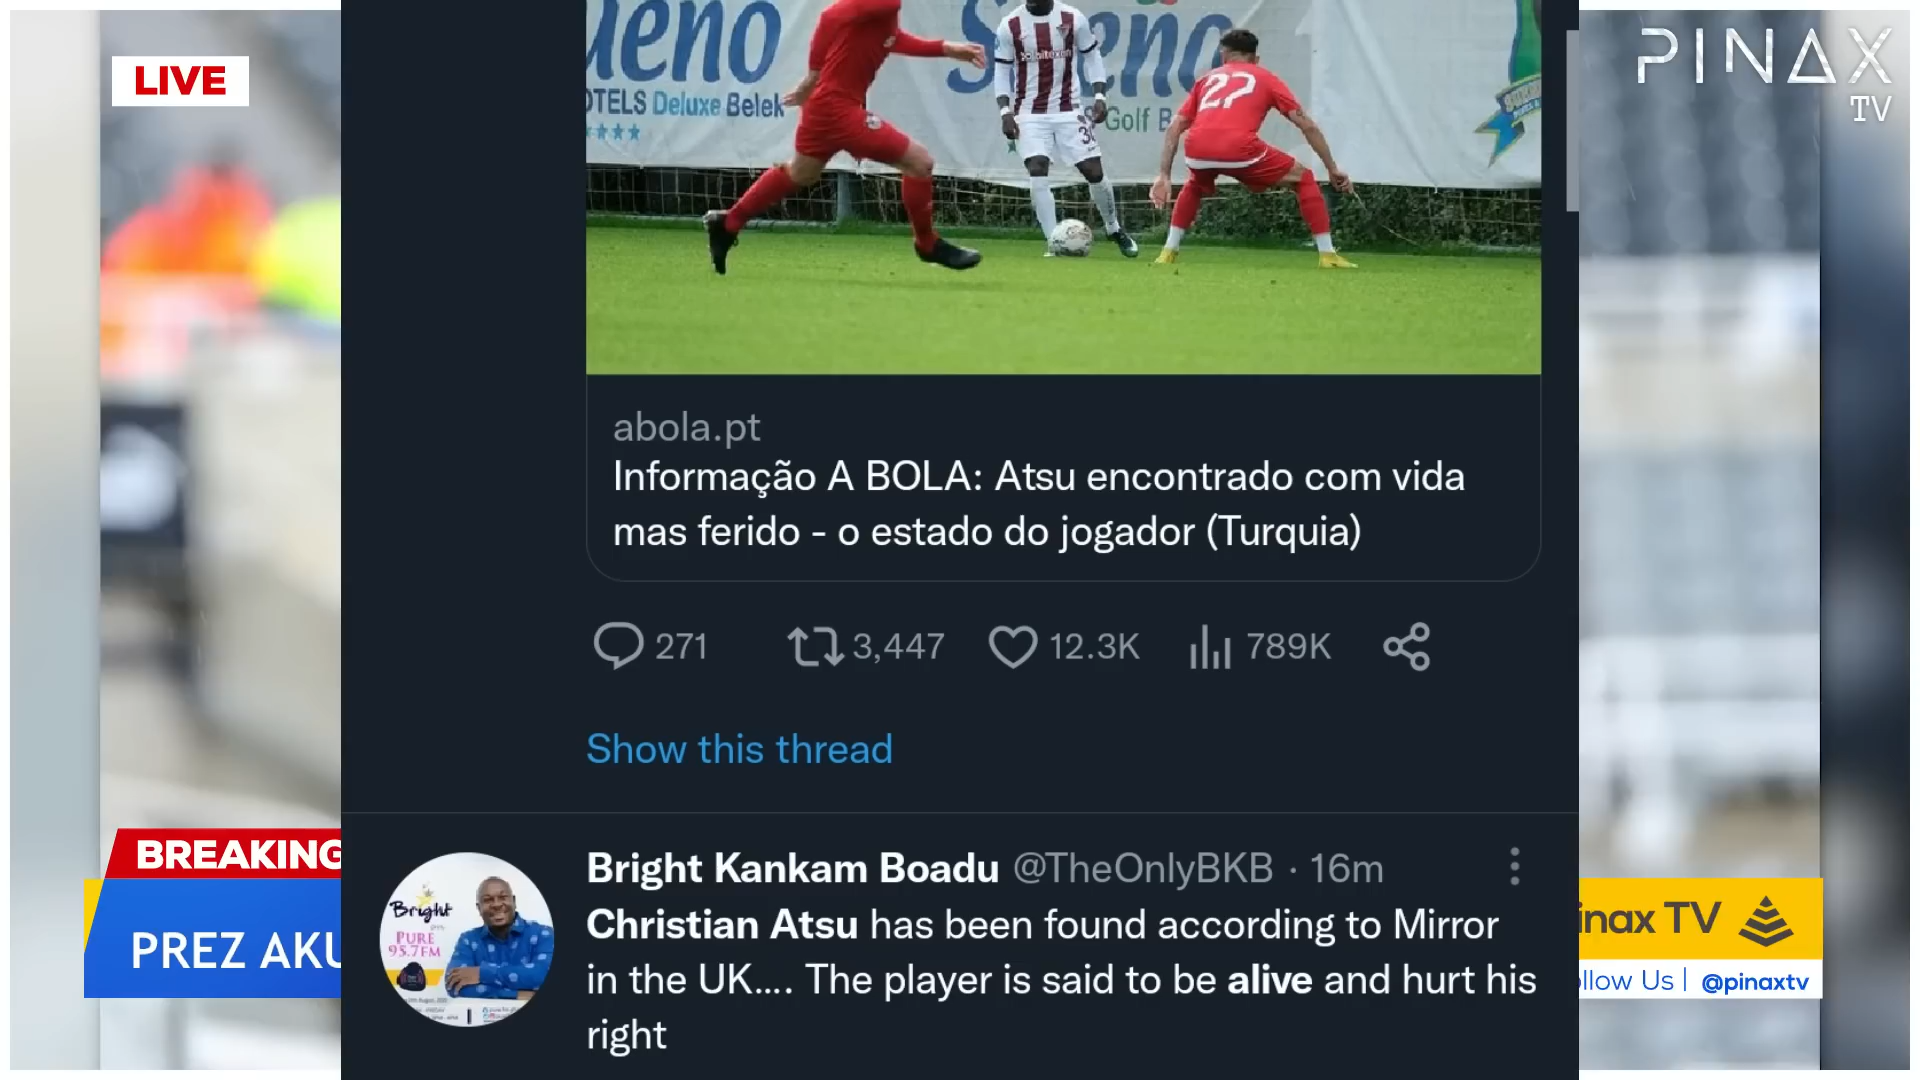 LIVE
PINAX
TV
ueno
Sueno
OTELS Deluxe Belek
Golf B
27
abola.pt
Informação A BOLA: Atsu encontrado com vida
mas ferido - o estado do jogador (Turquia)
271 3,447 12.3K 789K
Show this thread
BREAKING
PREZ AKU
Bright
PURE
95.7FM
Bright Kankam Boadu @TheOnlyBKB · 16m
Christian Atsu has been found according to Mirror
in the UK.... The player is said to be alive and hurt his
right
inax TV
ollow Us | @pinaxtv